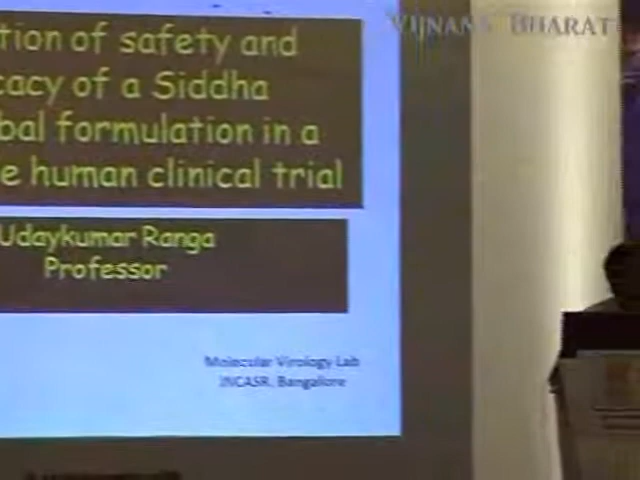 VIJNANA BHARAT
tion of safety and
cacy of a Siddha
bal formulation in a
e human clinical trial
Udaykumar Ranga
Professor
Molecular Virology Lab
JNCASR, Bangalore